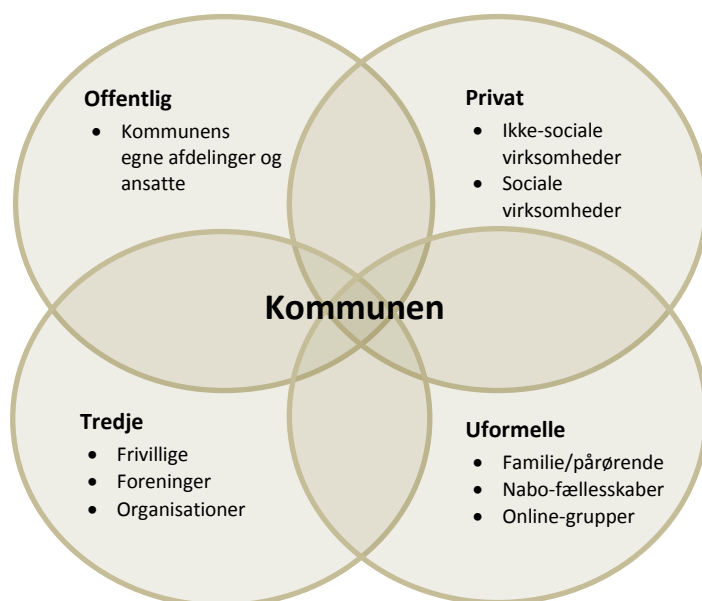 Offentlig
• Kommunens
egne afdelinger og
ansatte
Privat
• Ikke-sociale
virksomheder
• Sociale
virksomheder
Kommunen
Tredje
• Frivillige
• Foreninger
• Organisationer
Uformelle
• Familie/pårørende
• Nabo-fællesskaber
• Online-grupper